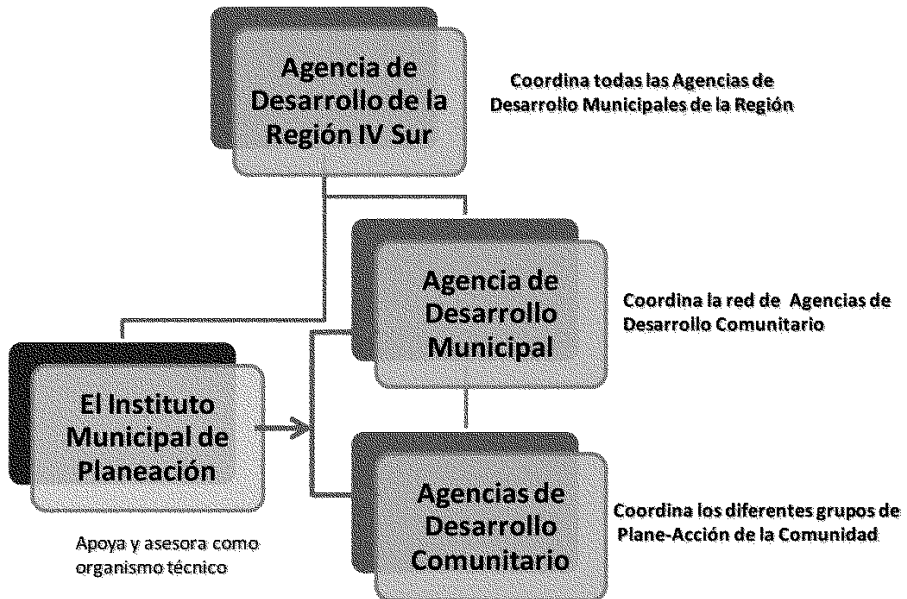 Agencia de
Desarrollo de la
Región IV Sur
Coordina todas las Agencias de
Desarrollo Municipales de la Región
Agencia de
Desarrollo
Municipal
Coordina la red de Agencias de
Desarrollo Comunitario
El Instituto
Municipal de
Planeación
Apoya y asesora como
organismo técnico
Agencias de
Desarrollo
Comunitario
Coordina los diferentes grupos de
Plane-Acción de la Comunidad